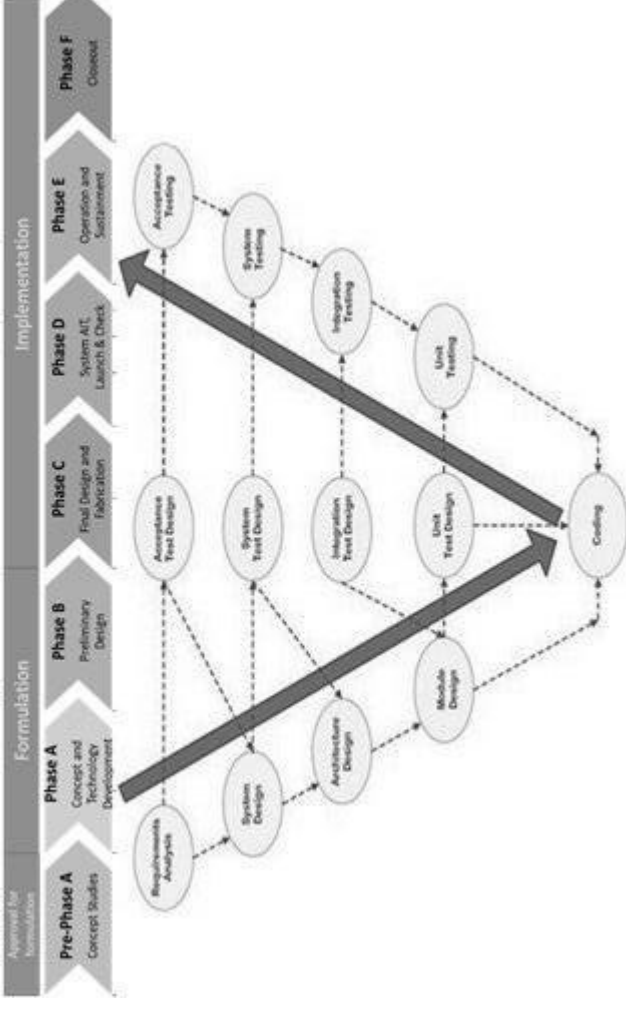 Approval for
formulation
Formulation
Implementation
Pre-Phase A
Concept Studies
Phase A
Concept and
Technology
Development
Phase B
Preliminary
Design
Phase C
Final Design and
Fabrication
Phase D
System AIT,
Launch & Check
Phase E
Operation and
Sustainment
Phase F
Closeout
Requirements
Analysis
Acceptance
Test Design
Acceptance
Testing
System
Design
System
Test Design
System
Testing
Architecture
Design
Integration
Test Design
Integration
Testing
Module
Design
Unit
Test Design
Unit
Testing
Coding